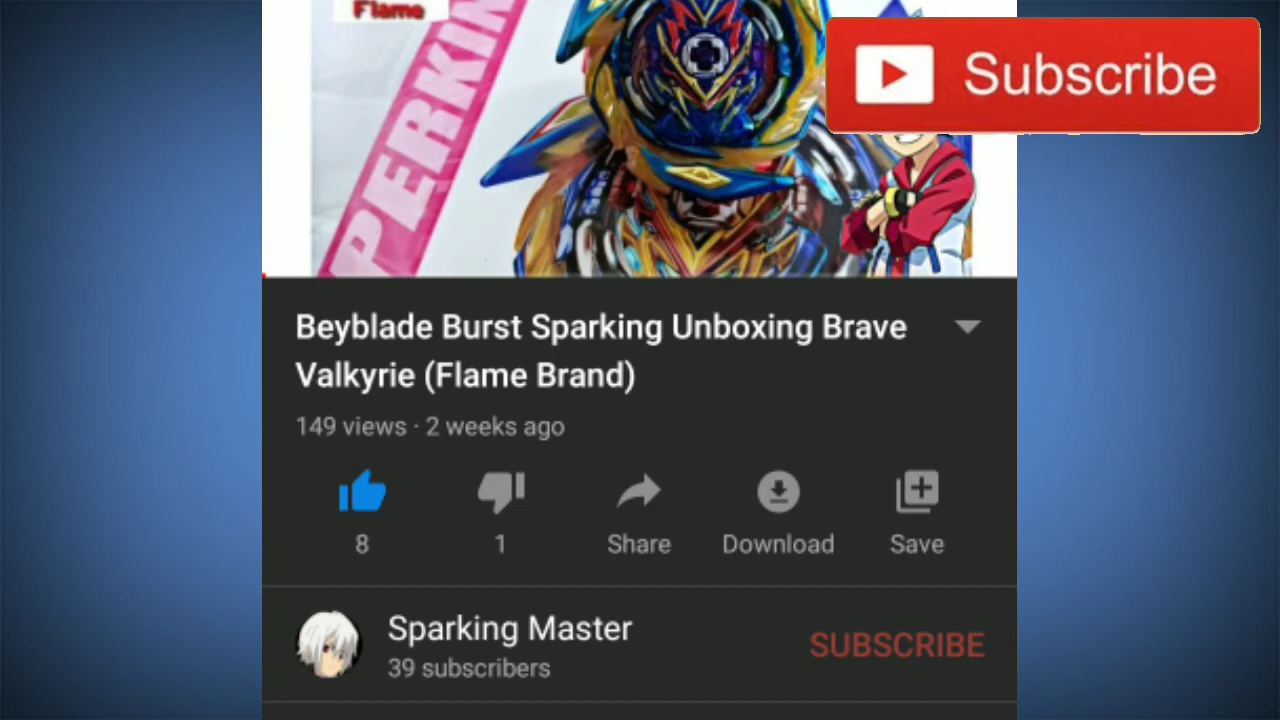 Flame
PERKIN
Subscribe
Beyblade Burst Sparking Unboxing Brave
Valkyrie (Flame Brand)
149 views · 2 weeks ago
8
1
Share
Download
Save
Sparking Master
39 subscribers
SUBSCRIBE